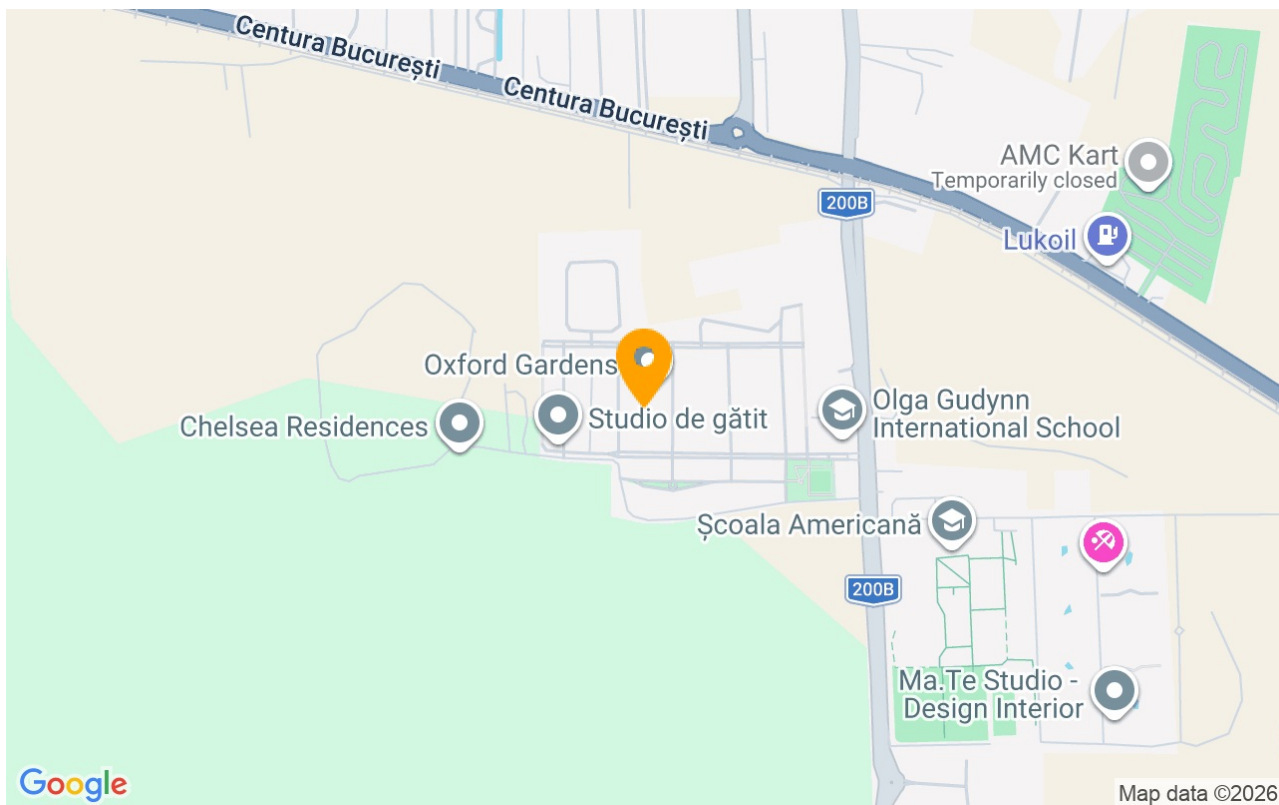 Centura București
Centura București
AMC Kart
Temporarily closed
200B
Lukoil
Oxford Gardens
Studio de gătit
Chelsea Residences
Olga Gudynn
International School
Școala Americană
200B
Ma.Te Studio -
Design Interior
Google
Map data ©2026